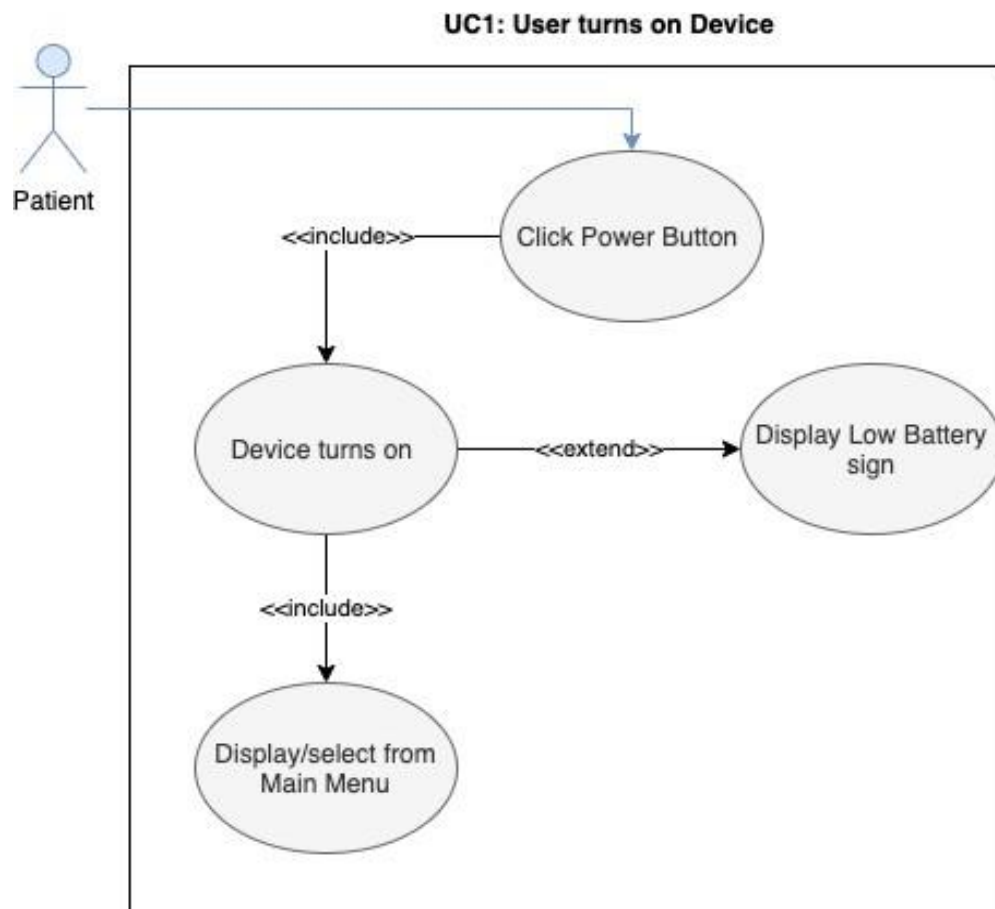 UC1: User turns on Device
Patient
<<include>>
Click Power Button
Device turns on
<<extend>>
Display Low Battery
sign
<<include>>
Display/select from
Main Menu